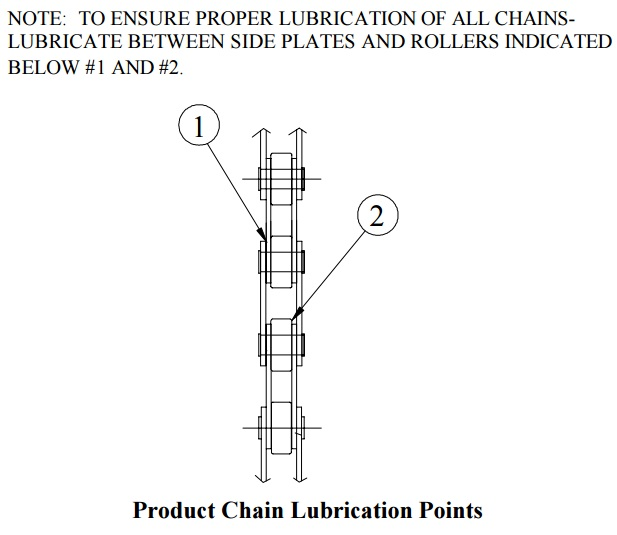 NOTE: TO ENSURE PROPER LUBRICATION OF ALL CHAINS-
LUBRICATE BETWEEN SIDE PLATES AND ROLLERS INDICATED
BELOW #1 AND #2.
1
2
Product Chain Lubrication Points